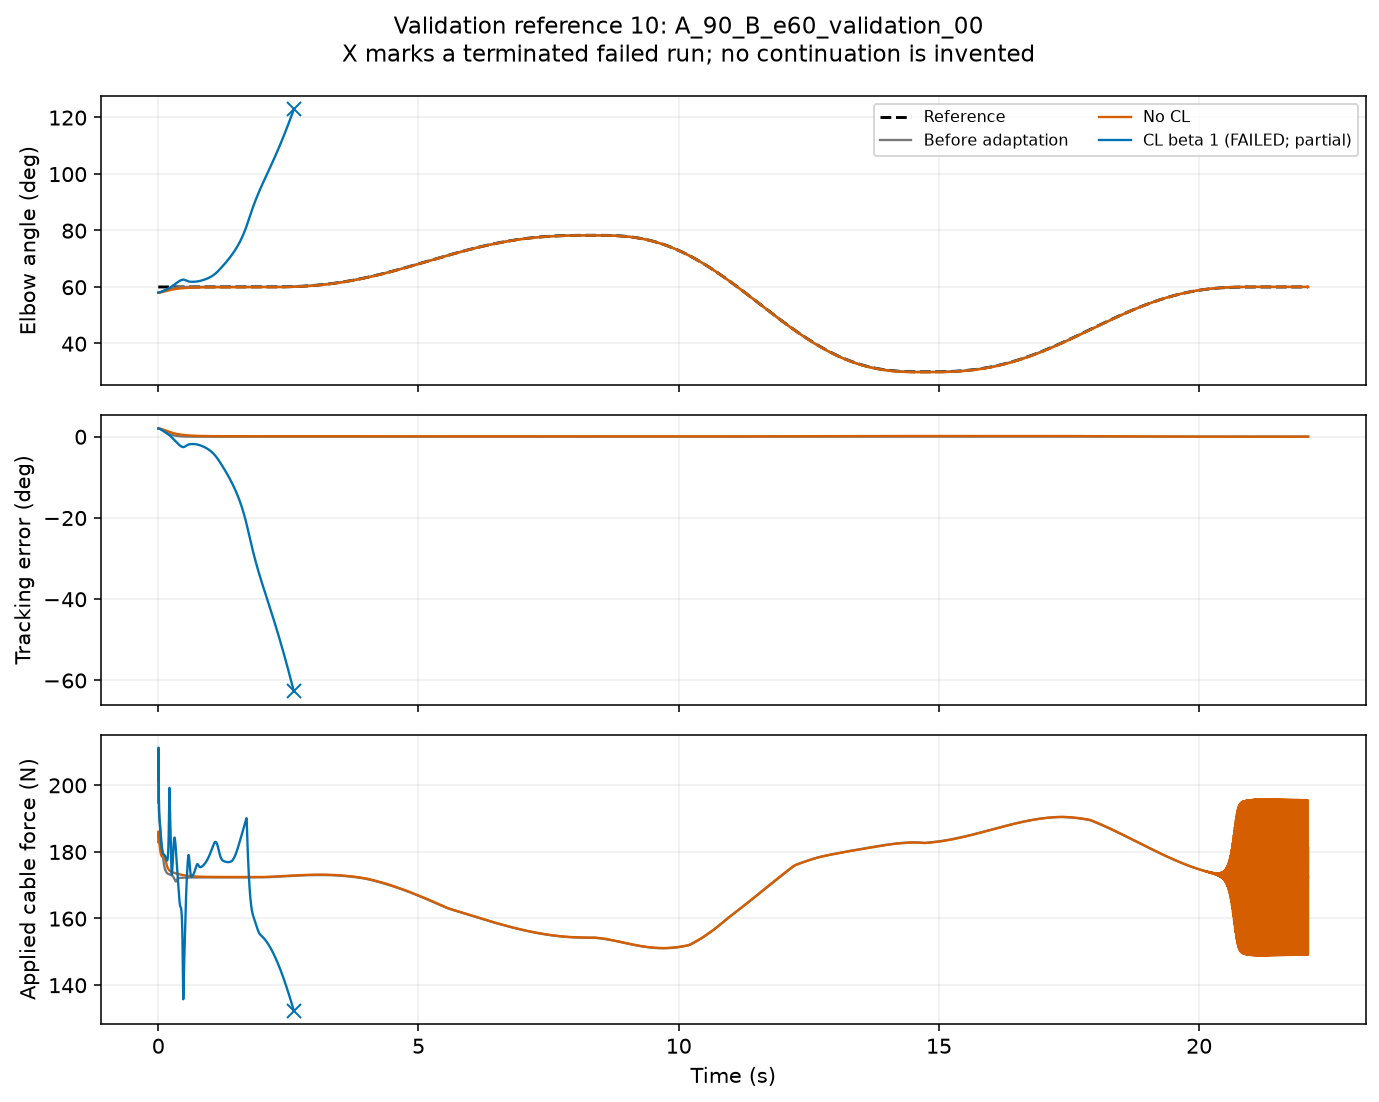 Validation reference 10: A_90_B_e60_validation_00
X marks a terminated failed run; no continuation is invented
Reference
Before adaptation
No CL
CL beta 1 (FAILED; partial)
Elbow angle (deg)
120
100
80
60
40
Tracking error (deg)
0
−20
−40
−60
Applied cable force (N)
200
180
160
140
0 5 10 15 20
Time (s)